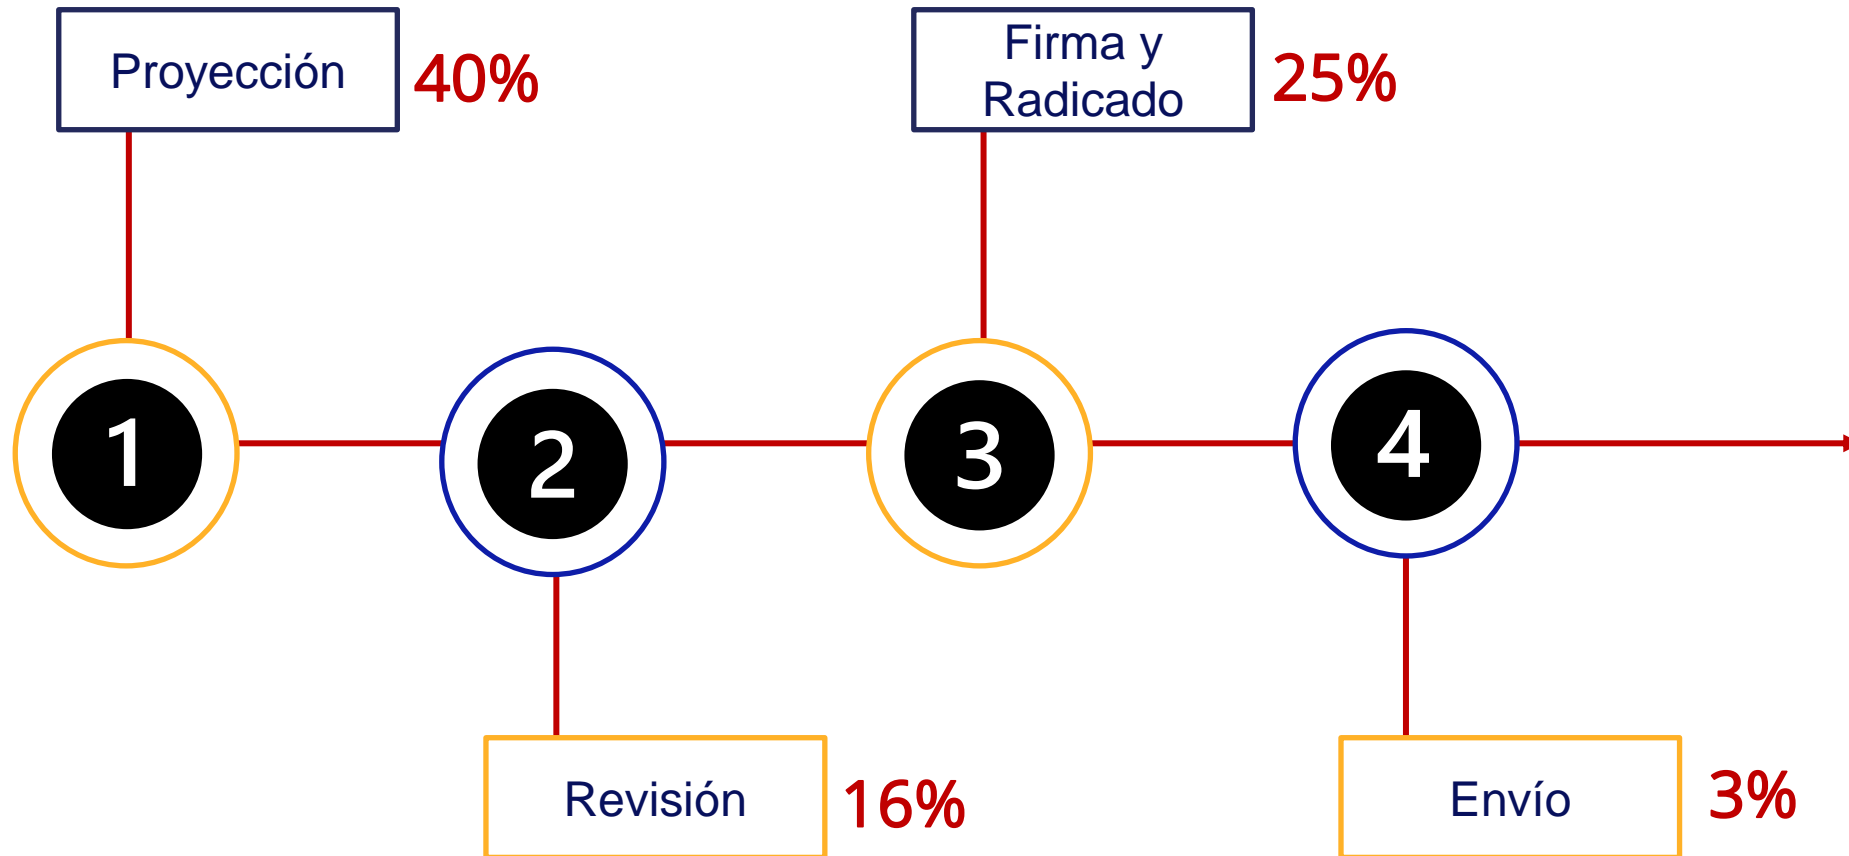 Proyección
40%
Firma y
Radicado
25%
1
2
3
4
Revisión
16%
Envío
3%